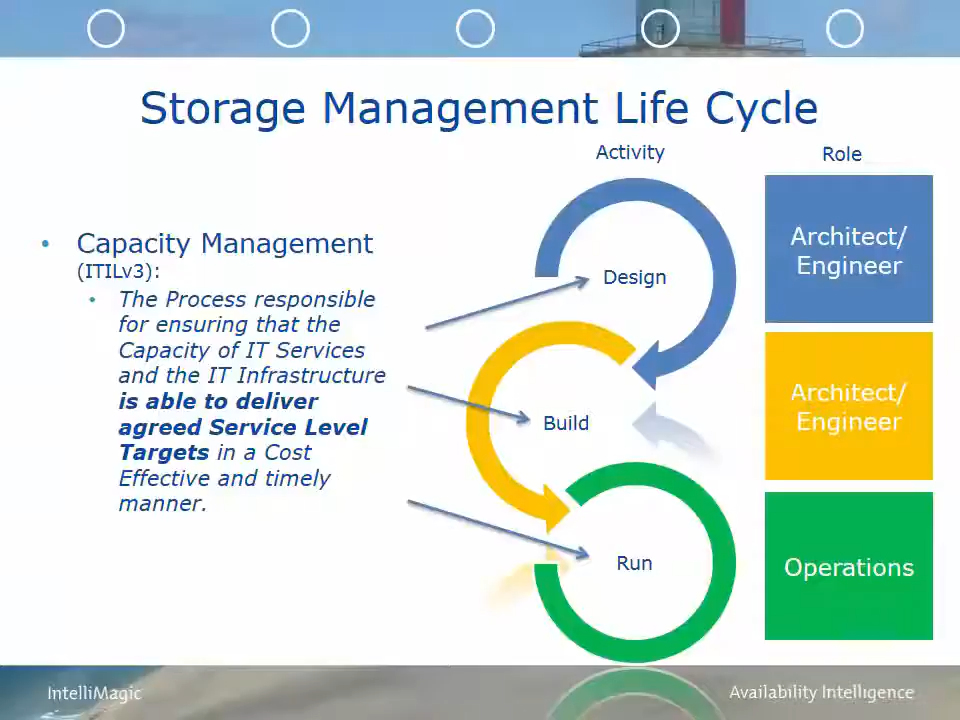 Storage Management Life Cycle
Activity
Role
• Capacity Management
(ITILv3):
• The Process responsible
for ensuring that the
Capacity of IT Services
and the IT Infrastructure
is able to deliver
agreed Service Level
Targets in a Cost
Effective and timely
manner.
Design
Build
Run
Architect/
Engineer
Architect/
Engineer
Operations
IntelliMagic
Availability Intelligence